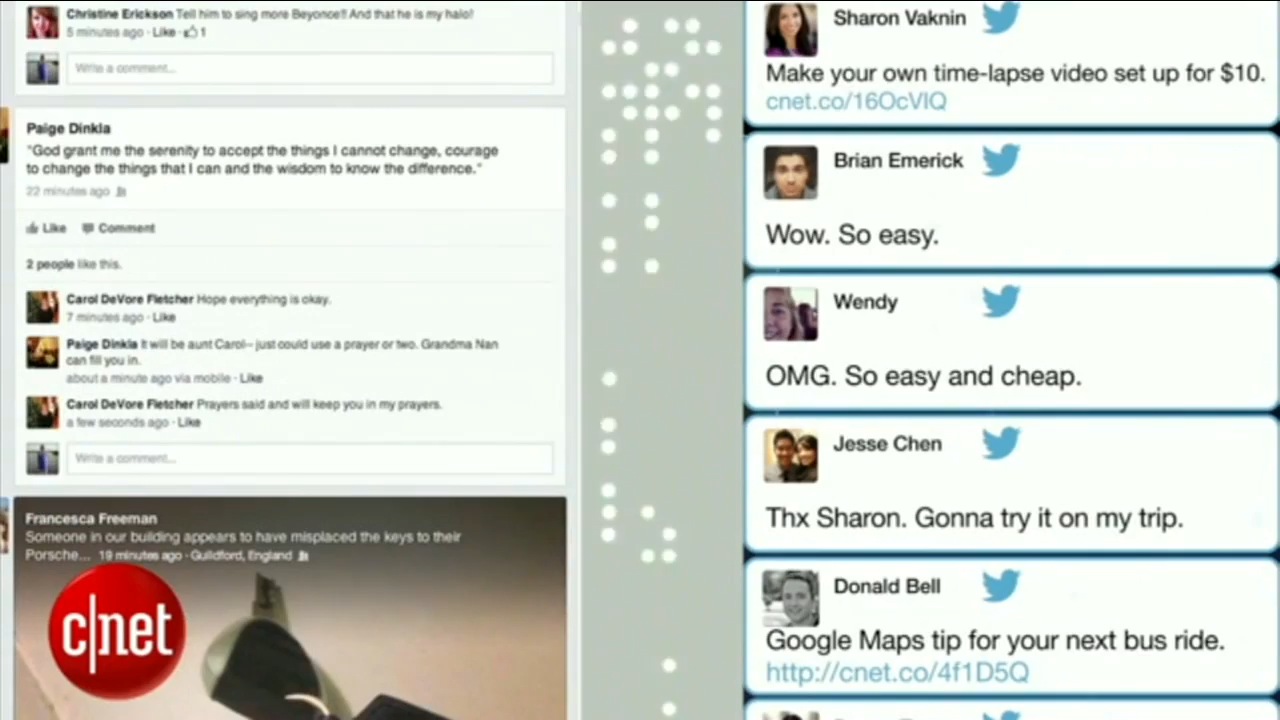 Christine Erickson Tell him to sing more Beyonce!! And that he is my halo!
5 minutes ago · Like · 1
Write a comment...
Paige Dinkla
"God grant me the serenity to accept the things I cannot change, courage
to change the things that I can and the wisdom to know the difference."
22 minutes ago
Like Comment
2 people like this.
Carol DeVore Fletcher Hope everything is okay.
7 minutes ago · Like
Paige Dinkla It will be aunt Carol-- just could use a prayer or two. Grandma Nan
can fill you in.
about a minute ago via mobile · Like
Carol DeVore Fletcher Prayers said and will keep you in my prayers.
a few seconds ago · Like
Write a comment...
Francesca Freeman
Someone in our building appears to have misplaced the keys to their
Porsche... 19 minutes ago · Guildford, England
c|net
Sharon Vaknin
Make your own time-lapse video set up for $10.
cnet.co/16OcVIQ
Brian Emerick
Wow. So easy.
Wendy
OMG. So easy and cheap.
Jesse Chen
Thx Sharon. Gonna try it on my trip.
Donald Bell
Google Maps tip for your next bus ride.
http://cnet.co/4f1D5Q